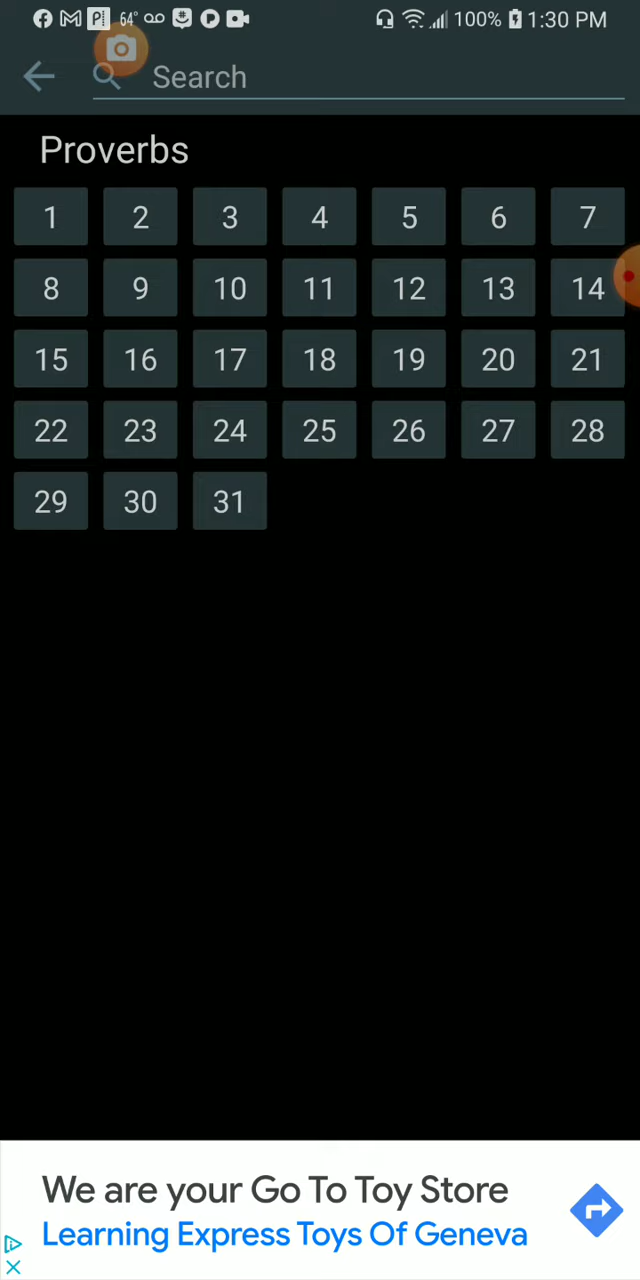 64° 100% 1:30 PM
Search
Proverbs
1 2 3 4 5 6 7
8 9 10 11 12 13 14
15 16 17 18 19 20 21
22 23 24 25 26 27 28
29 30 31
We are your Go To Toy Store
Learning Express Toys Of Geneva